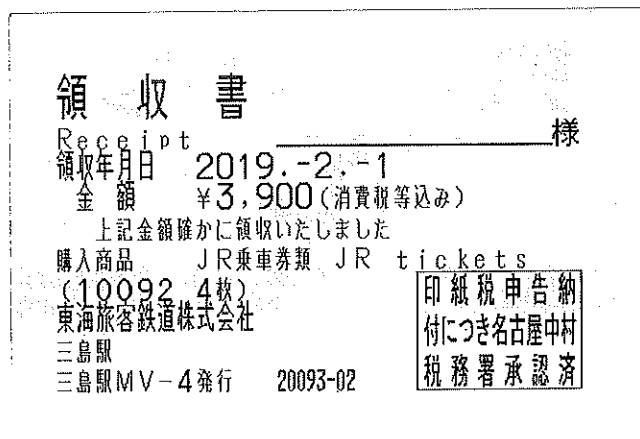 領収書
Receipt 様
領収年月日 2019.-2.-1
金額 ¥3,900(消費税等込み)
上記金額確かに領収いたしました
購入商品 JR乗車券類 JR tickets
(10092 4枚)
東海旅客鉄道株式会社
三島駅
三島駅MV-4発行 20093-02
印紙税申告納
付につき名古屋中村
税務署承認済